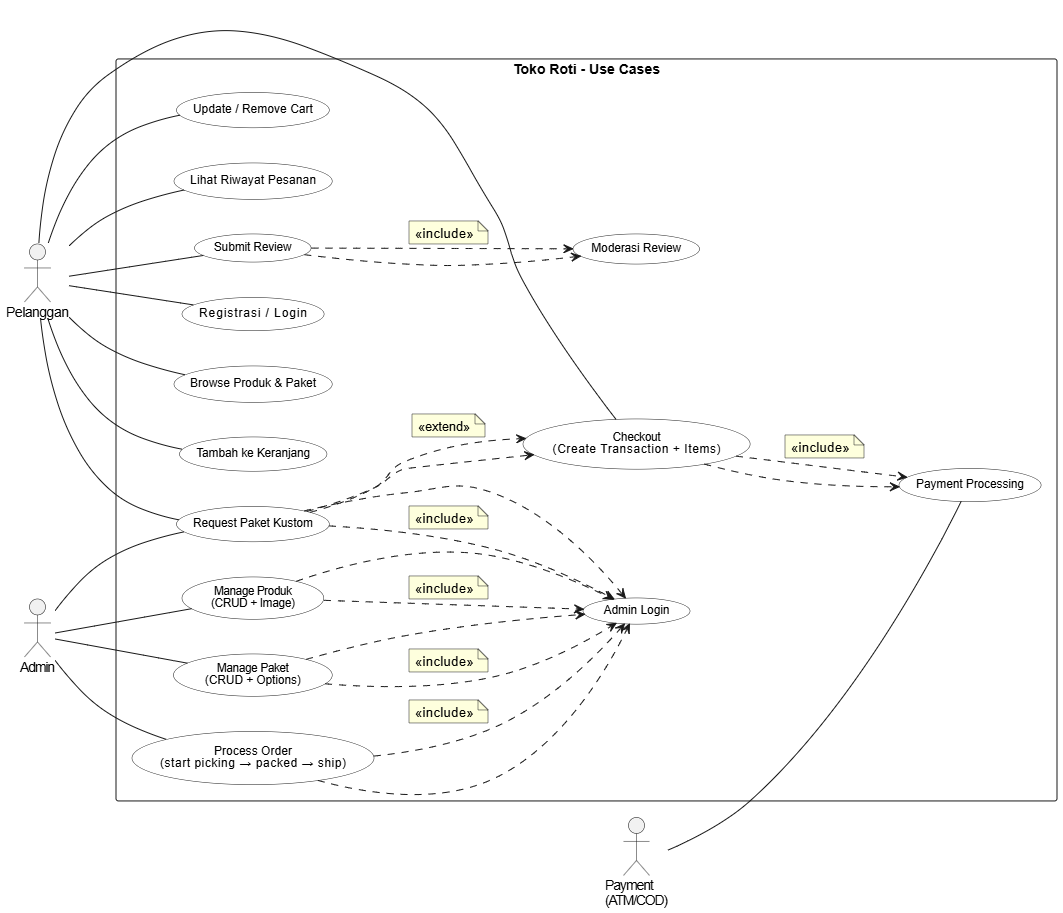 Toko Roti - Use Cases
Update / Remove Cart
Lihat Riwayat Pesanan
Submit Review
«include»
Moderasi Review
Pelanggan
Registrasi / Login
Browse Produk & Paket
Tambah ke Keranjang
«extend»
Checkout
(Create Transaction + Items)
«include»
Payment Processing
Request Paket Kustom
«include»
Manage Produk
(CRUD + Image)
«include»
Admin Login
Admin
Manage Paket
(CRUD + Options)
«include»
«include»
Process Order
(start picking → packed → ship)
Payment
(ATM/COD)